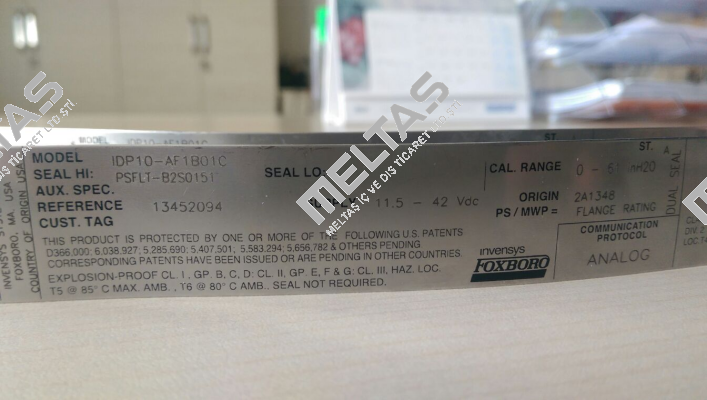 MODEL IDP10-AF1B01C ST. A
SEAL HI: PSFLT-B2S0151 SEAL LO: CAL. RANGE
AUX. SPEC. ORIGIN 2A1348
REFERENCE 13452094 11.5 - 42 Vdc PS / MWP = FLANGE RATING
CUST. TAG
DUAL SEAL
THIS PRODUCT IS PROTECTED BY ONE OR MORE OF THE FOLLOWING U.S. PATENTS
D366,000; 6,038,927; 5,285,690; 5,407,501; 5,583,294; 5,656,782 & OTHERS PENDING
CORRESPONDING PATENTS HAVE BEEN ISSUED OR ARE PENDING IN OTHER COUNTRIES.
EXPLOSION-PROOF CL. I, GP. B, C, D: CL II, GP. E, F & G: CL. III, HAZ. LOC.
T5 @ 85° C MAX. AMB., T6 @ 80° C AMB. SEAL NOT REQUIRED.
invensys
FOXBORO
COMMUNICATION
PROTOCOL
ANALOG
FOXBORO, MA, USA
COUNTRY OF ORIGIN USA
MELTAS
MELTAS İÇ VE DIŞ TİCARET LTD.ŞTİ